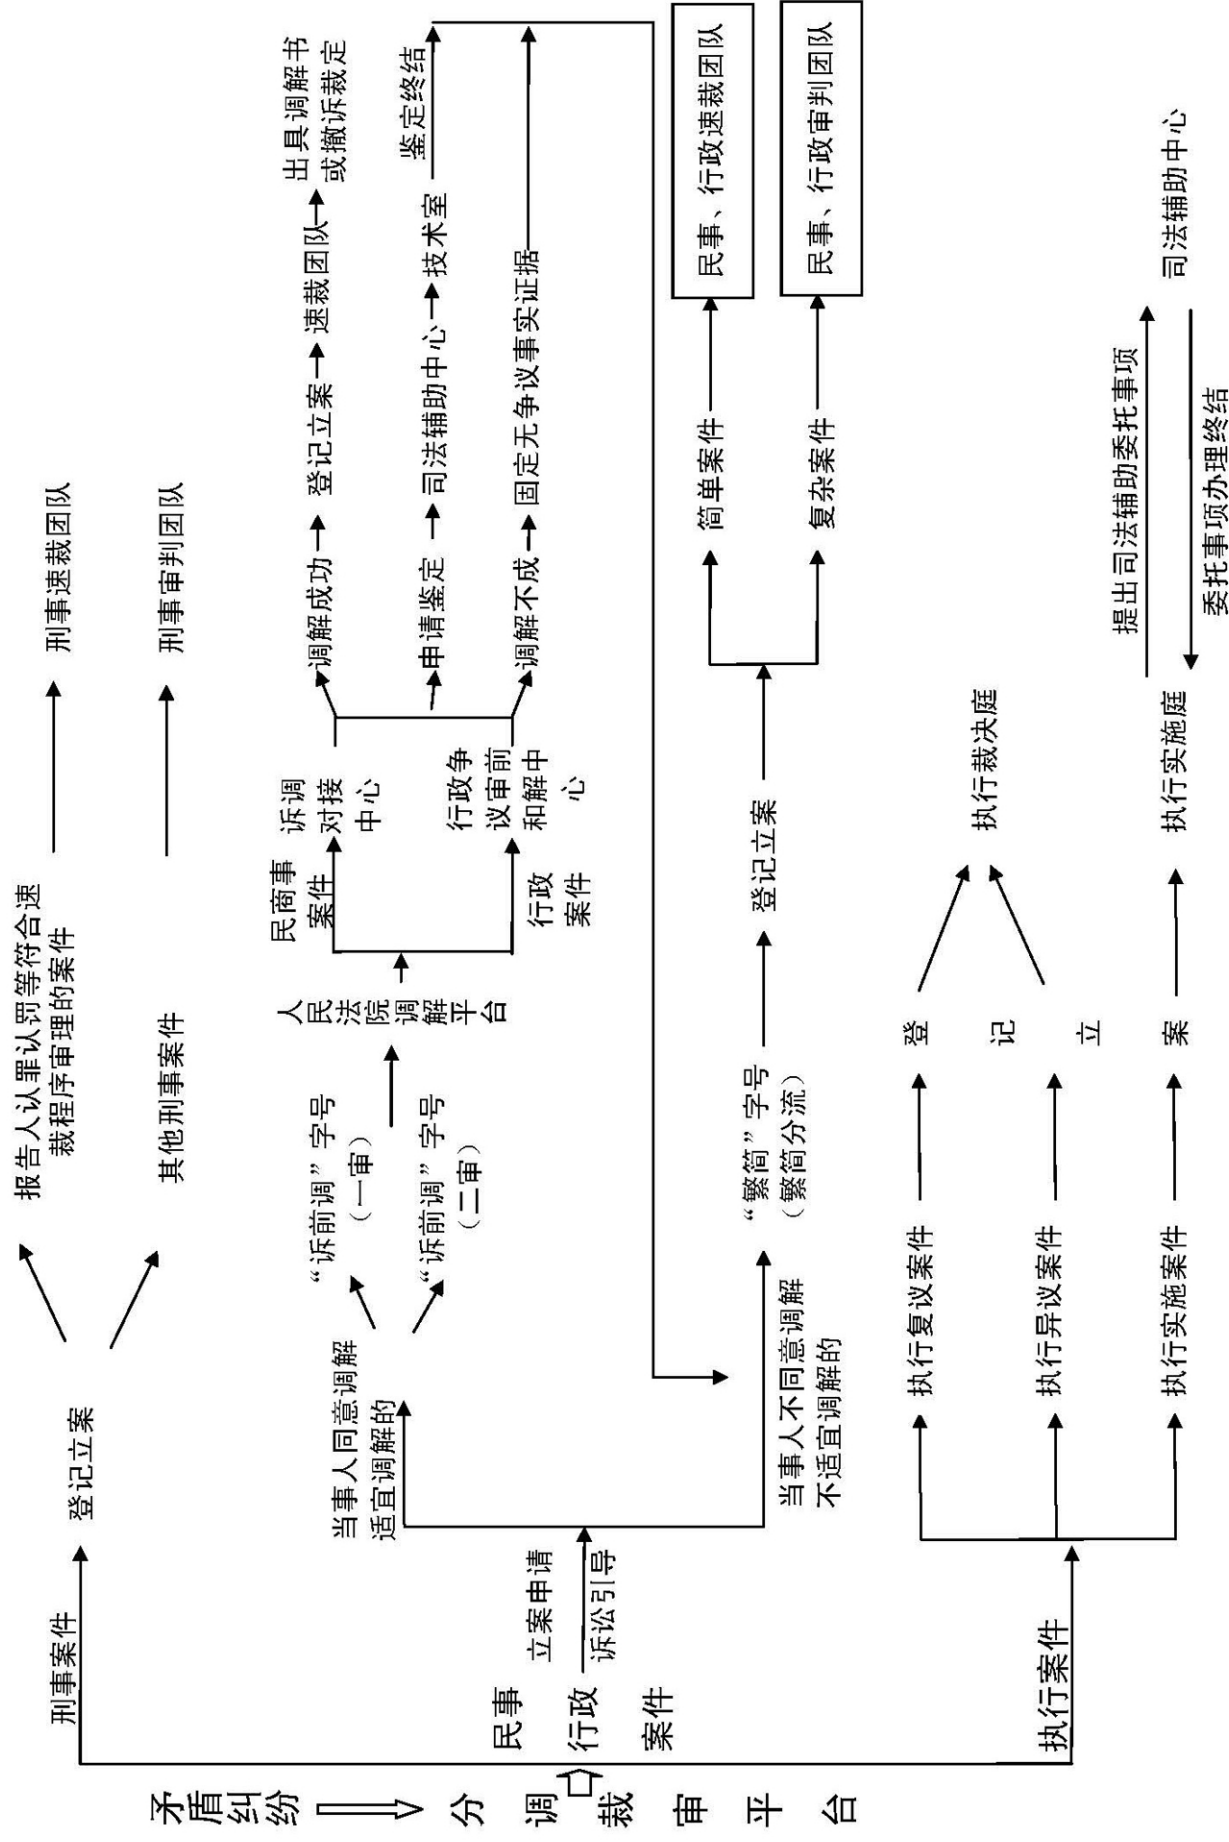 矛盾纠纷
分调裁审平台
刑事案件
登记立案
报告人认罪认罚等符合速
裁程序审理的案件
刑事速裁团队
其他刑事案件
刑事审判团队
民事
行政
案件
立案申请
诉讼引导
当事人同意调解
适宜调解的
“诉前调”字号
（一审）
“诉前调”字号
（二审）
人民法院调解平台
民商事
案件
诉调
对接
中心
行政
案件
行政争
议审前
和解中
心
调解成功
登记立案
速裁团队
出具调解书
或撤诉裁定
申请鉴定
司法辅助中心
技术室
鉴定终结
调解不成
固定无争议事实证据
当事人不同意调解
不适宜调解的
“繁简”字号
（繁简分流）
登记立案
简单案件
民事、行政速裁团队
复杂案件
民事、行政审判团队
执行案件
执行复议案件
执行异议案件
执行实施案件
登记立案
执行裁决庭
执行实施庭
提出司法辅助委托事项
委托事项办理终结
司法辅助中心